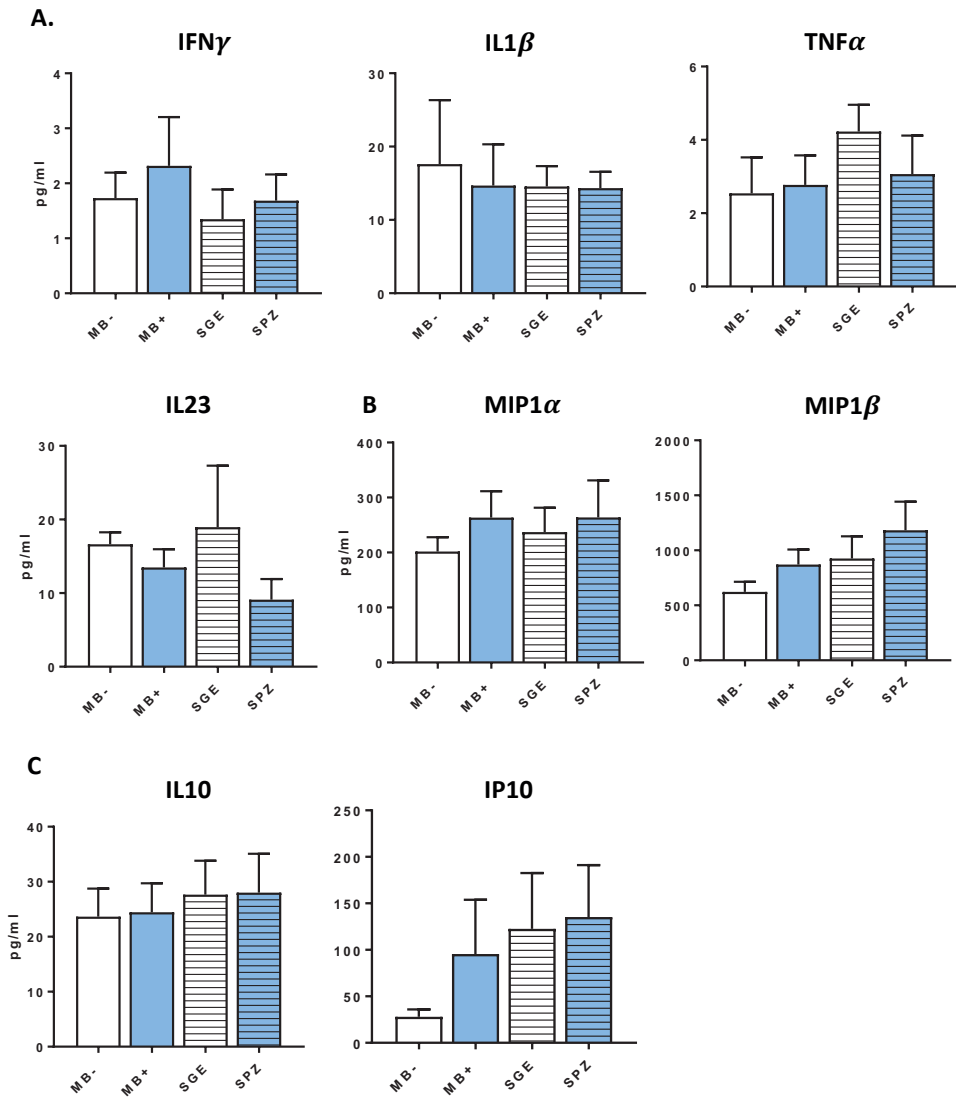 A.
IFNγ
IL1β
TNFα
4
3
2
1
0
pg/ml
MB-
MB+
SGE
SPZ
30
20
10
0
MB-
MB+
SGE
SPZ
6
4
2
0
MB-
MB+
SGE
SPZ
IL23
B
MIP1α
MIP1β
30
20
10
0
pg/ml
MB-
MB+
SGE
SPZ
400
300
200
100
0
pg/ml
MB-
MB+
SGE
SPZ
2000
1500
1000
500
0
MB-
MB+
SGE
SPZ
C
IL10
IP10
40
30
20
10
0
pg/ml
MB-
MB+
SGE
SPZ
250
200
150
100
50
0
MB-
MB+
SGE
SPZ